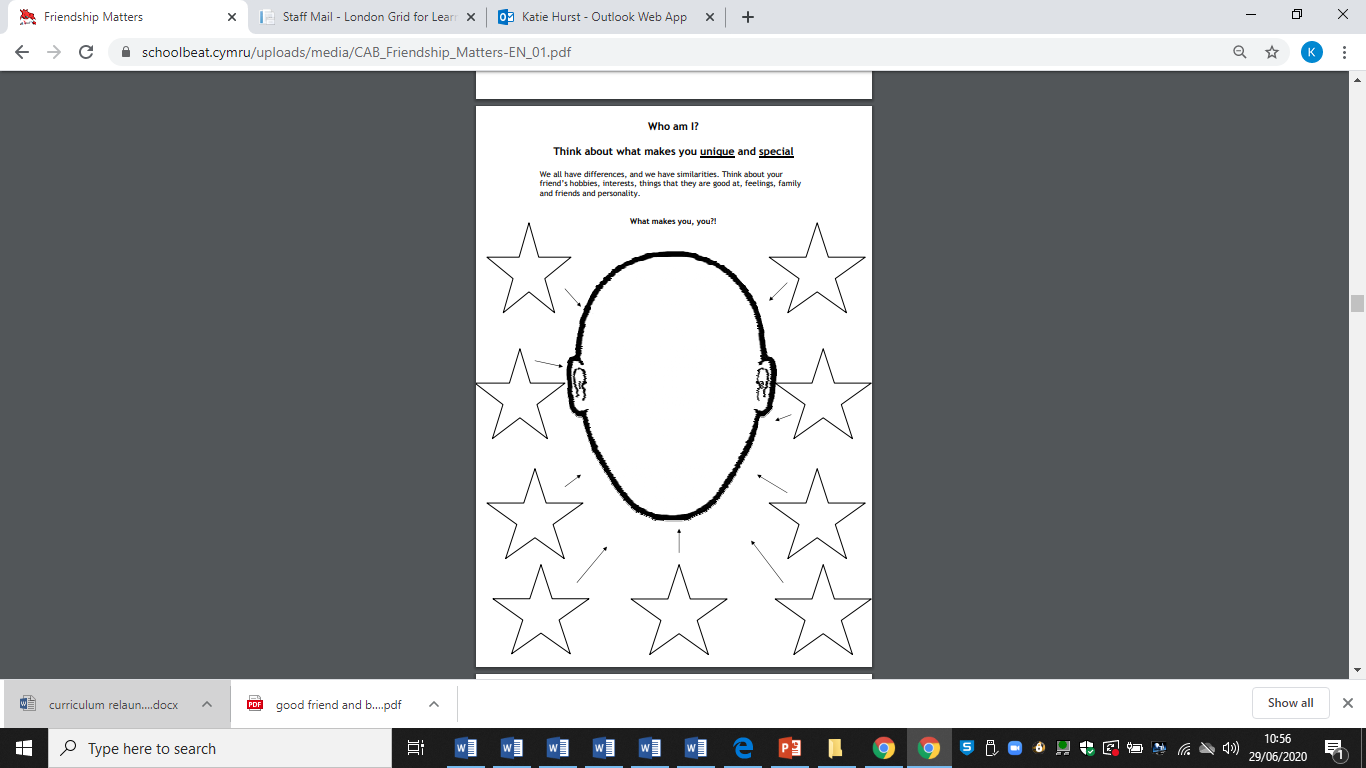 Friendship Matters
Staff Mail - London Grid for Lear
Katie Hurst - Outlook Web App
schoolbeat.cymru/uploads/media/CAB_Friendship_Matters-EN_01.pdf
K
Who am I?
Think about what makes you unique and special
We all have differences, and we have similarities. Think about your
friend's hobbies, interests, things that they are good at, feelings, family
and friends and personality.
What makes you, you?!
curriculum relaun....docx
PDF
good friend and b....pdf
Show all
Type here to search
10:56
29/06/2020
1